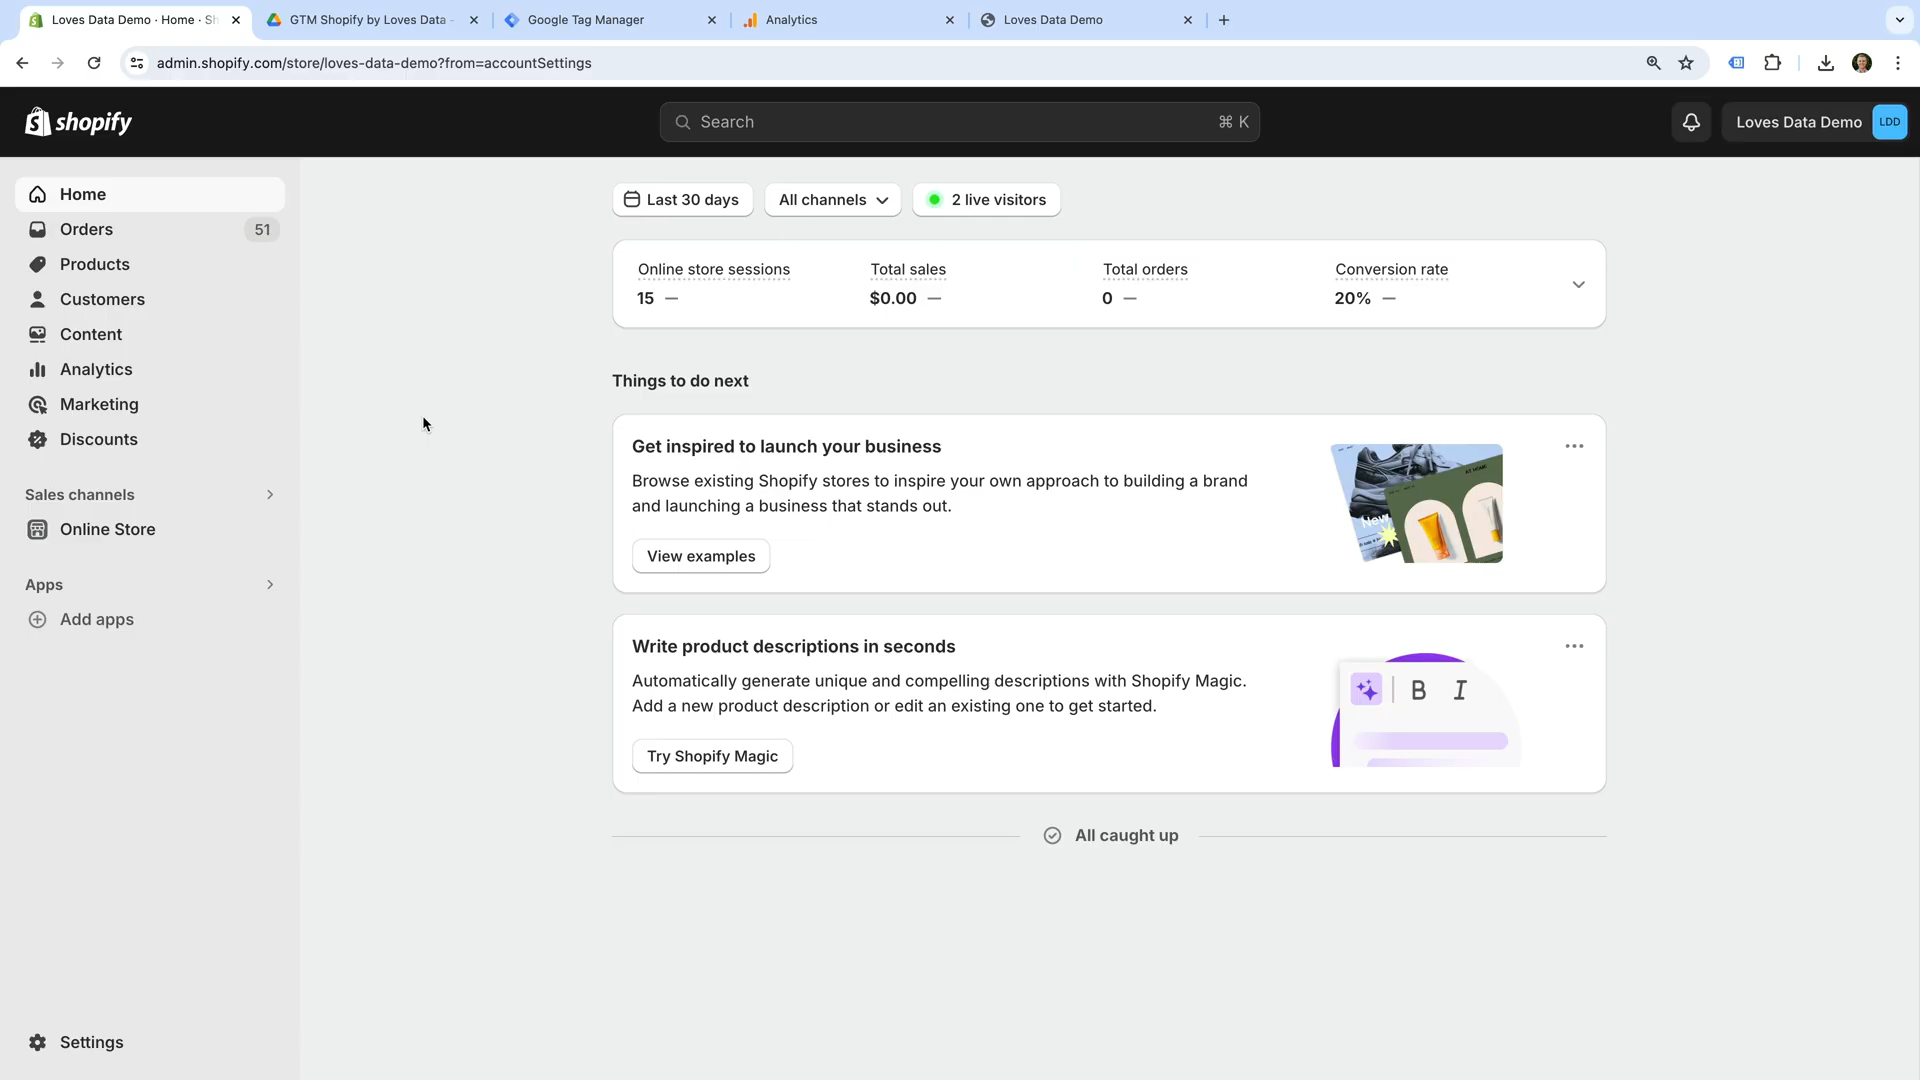 Loves Data Demo · Home · Sh
GTM Shopify by Loves Data -
Google Tag Manager
Analytics
Loves Data Demo
admin.shopify.com/store/loves-data-demo?from=accountSettings
shopify
Search
⌘ K
Loves Data Demo
LDD
Home
Orders
51
Products
Customers
Content
Analytics
Marketing
Discounts
Sales channels
Online Store
Apps
Add apps
Settings
Last 30 days
All channels
2 live visitors
Online store sessions
15 —
Total sales
$0.00 —
Total orders
0 —
Conversion rate
20% —
Things to do next
Get inspired to launch your business
Browse existing Shopify stores to inspire your own approach to building a brand
and launching a business that stands out.
View examples
New
Write product descriptions in seconds
Automatically generate unique and compelling descriptions with Shopify Magic.
Add a new product description or edit an existing one to get started.
Try Shopify Magic
B I
All caught up